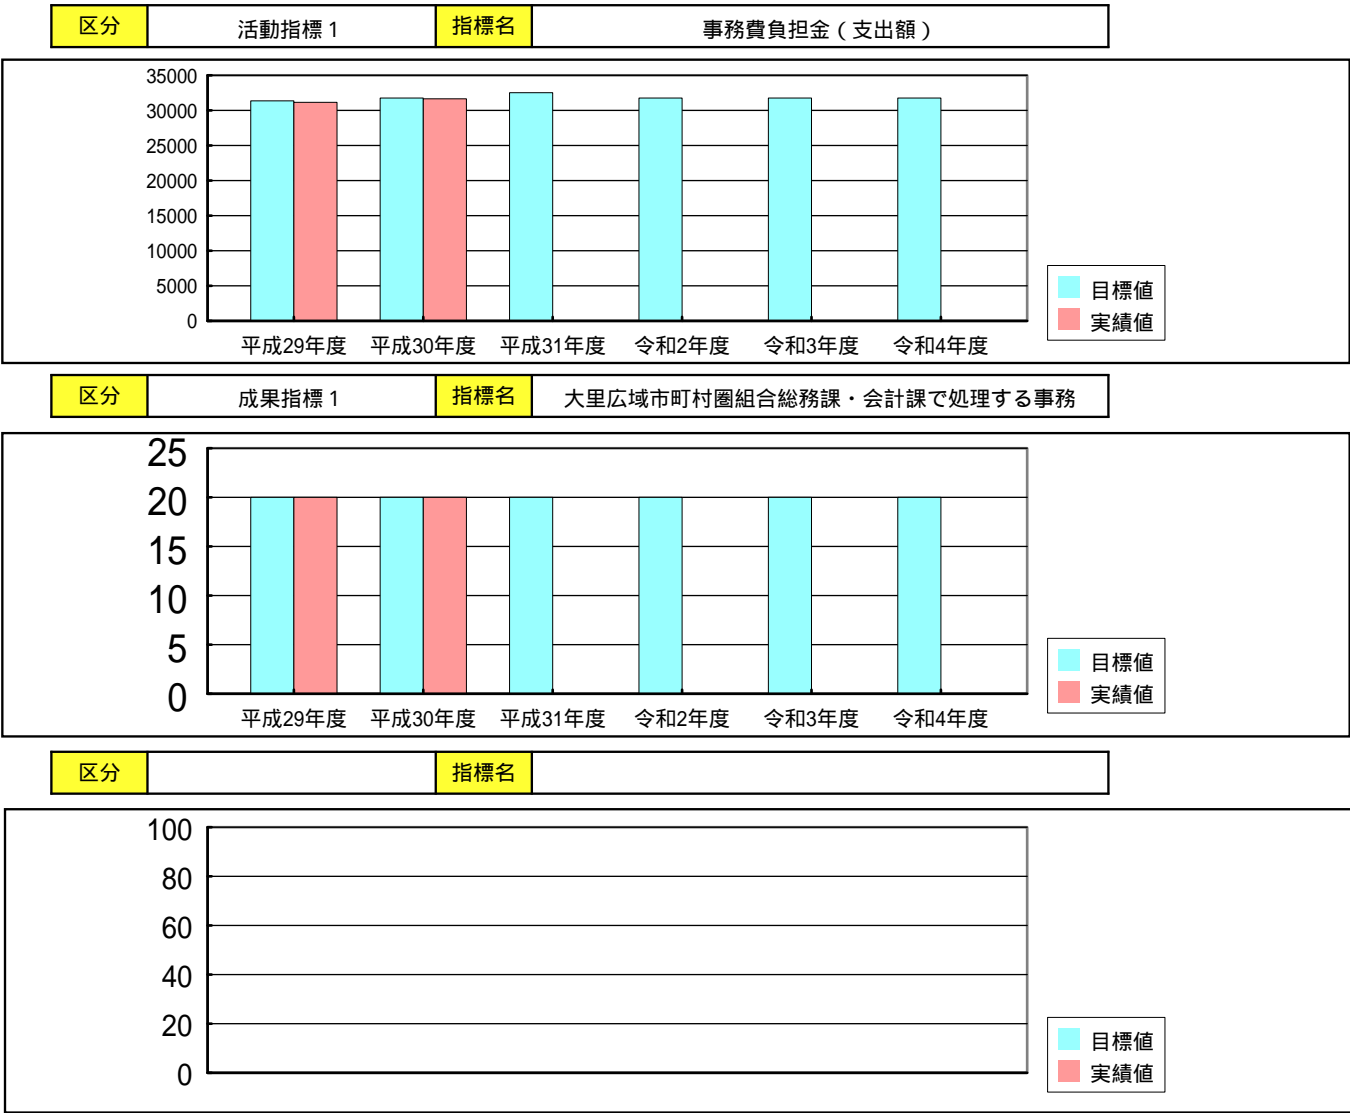 区分 活動指標1 指標名 事務費負担金(支出額)
35000
30000
25000
20000
15000
10000
5000
0
平成29年度 平成30年度 平成31年度 令和2年度 令和3年度 令和4年度
目標値
実績値
区分 成果指標1 指標名 大里広域市町村圏組合総務課・会計課で処理する事務
25
20
15
10
5
0
平成29年度 平成30年度 平成31年度 令和2年度 令和3年度 令和4年度
目標値
実績値
区分 指標名
100
80
60
40
20
0
目標値
実績値